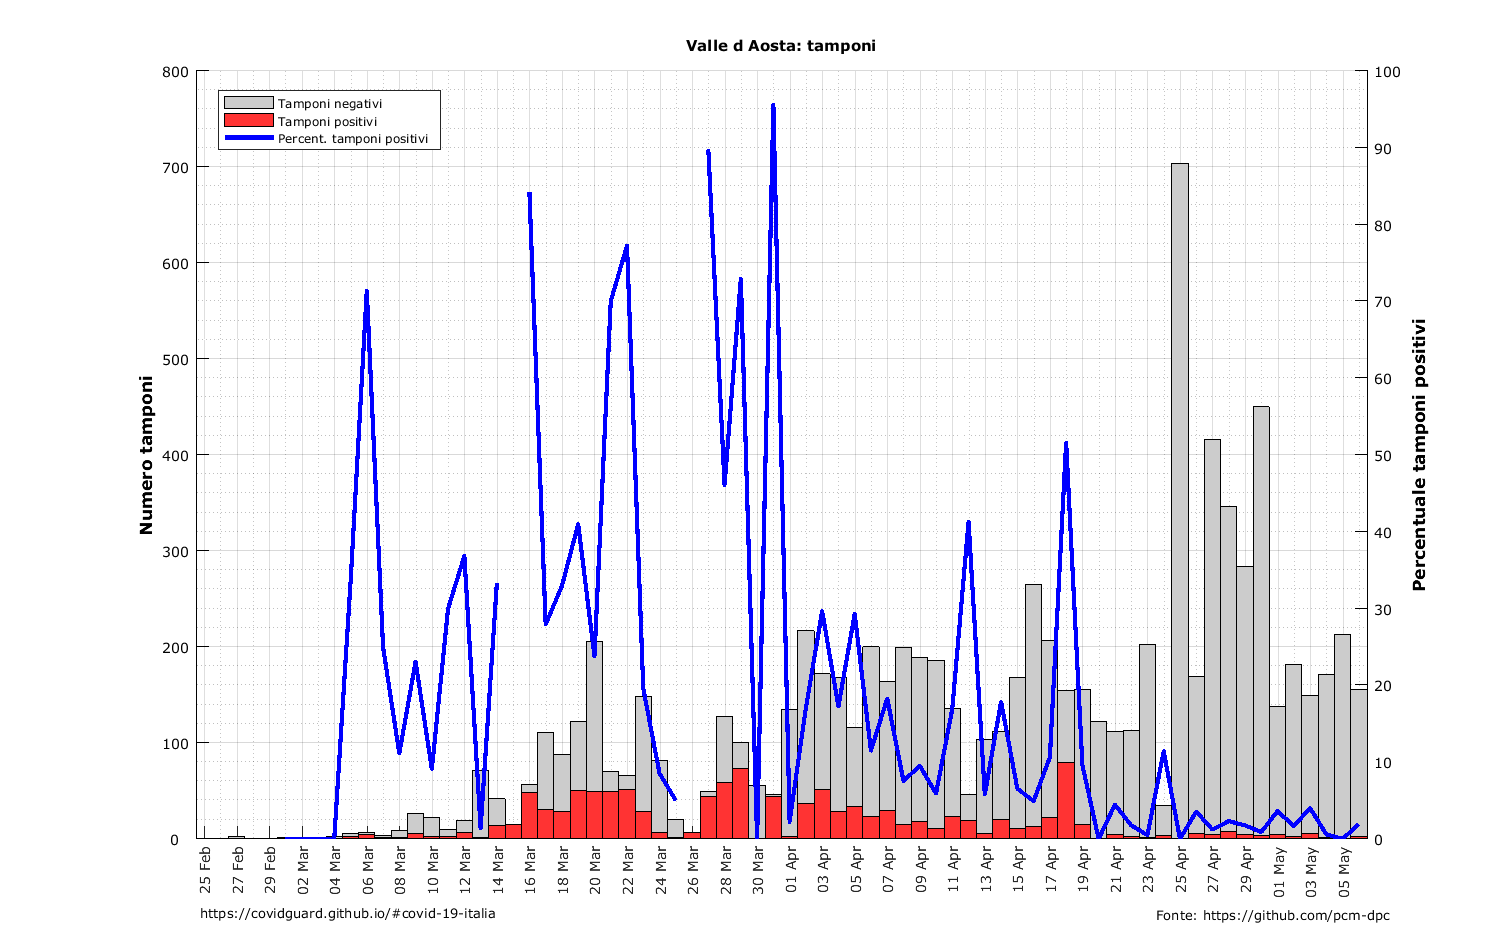 Valle d Aosta: tamponi
Tamponi negativi
Tamponi positivi
Percent. tamponi positivi
Numero tamponi
800
700
600
500
400
300
200
100
0
Percentuale tamponi positivi
100
90
80
70
60
50
40
30
20
10
0
25 Feb
27 Feb
29 Feb
02 Mar
04 Mar
06 Mar
08 Mar
10 Mar
12 Mar
14 Mar
16 Mar
18 Mar
20 Mar
22 Mar
24 Mar
26 Mar
28 Mar
30 Mar
01 Apr
03 Apr
05 Apr
07 Apr
09 Apr
11 Apr
13 Apr
15 Apr
17 Apr
19 Apr
21 Apr
23 Apr
25 Apr
27 Apr
29 Apr
01 May
03 May
05 May
https://covidguard.github.io/#covid-19-italia
Fonte: https://github.com/pcm-dpc